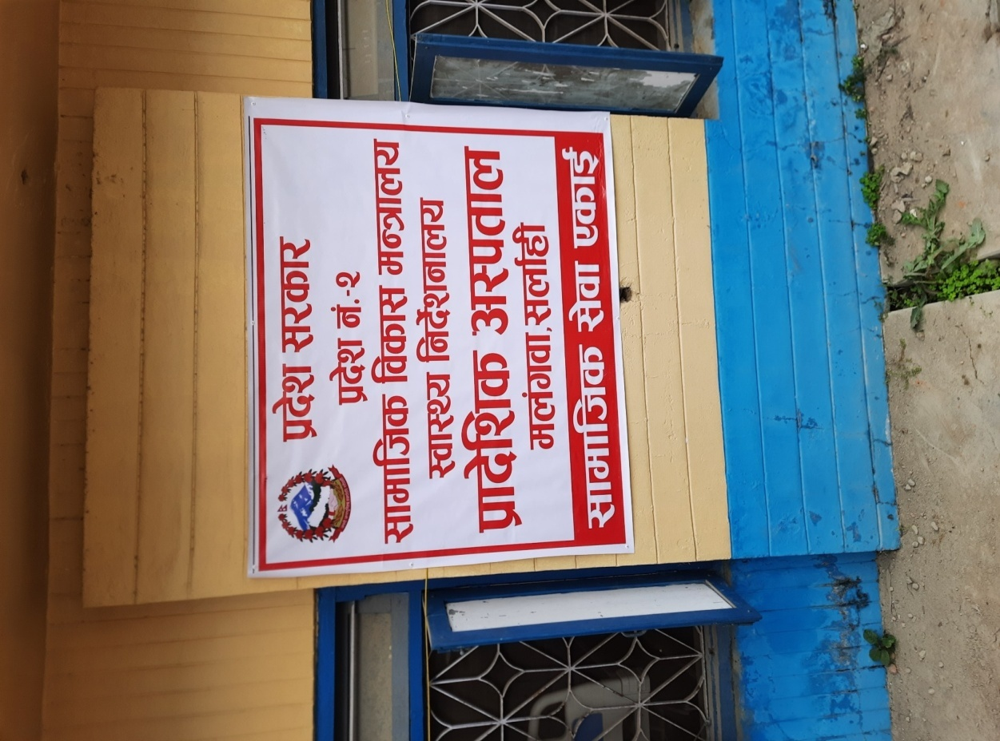 प्रदेश सरकार
प्रदेश नं.-२
सामाजिक विकास मन्त्रालय
स्वास्थ्य निर्देशनालय
प्रादेशिक अस्पताल
मलंगवा,सर्लाही
सामाजिक सेवा एकाई